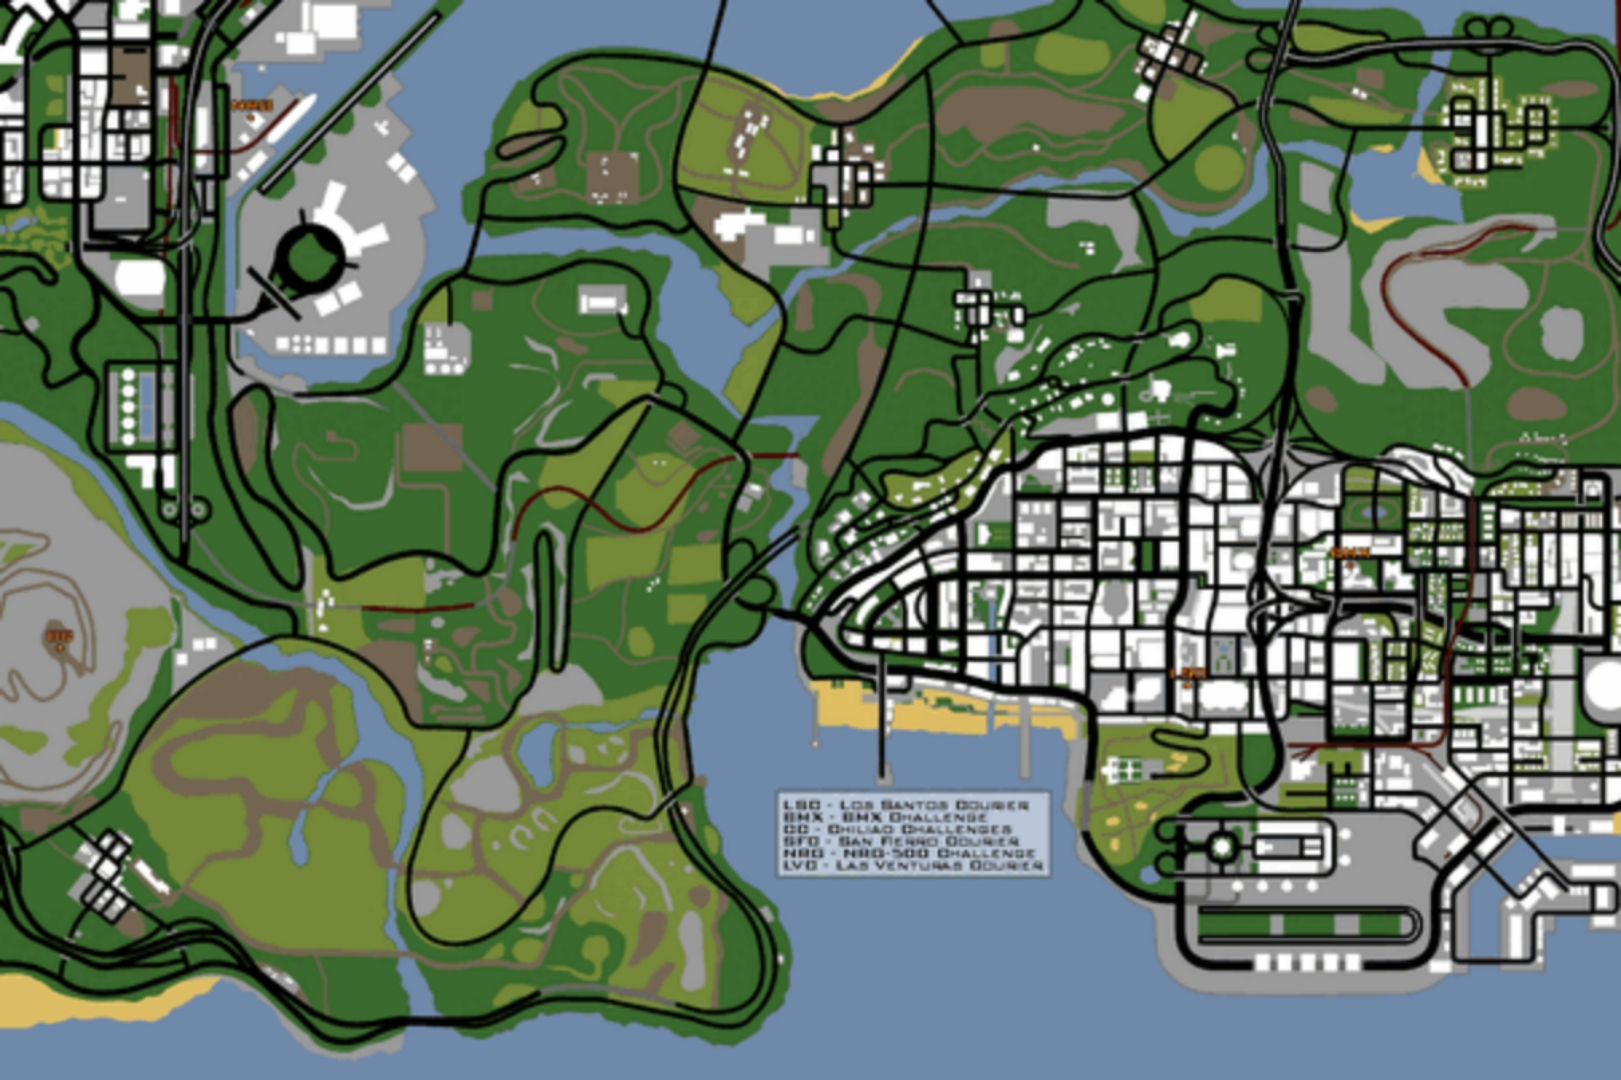 LSC - Los Santos Courier
BMX - BMX Challenge
CC - Chiliad Challenges
SFC - San Fierro Courier
NRG - NRG-500 Challenge
LVC - Las Venturas Courier